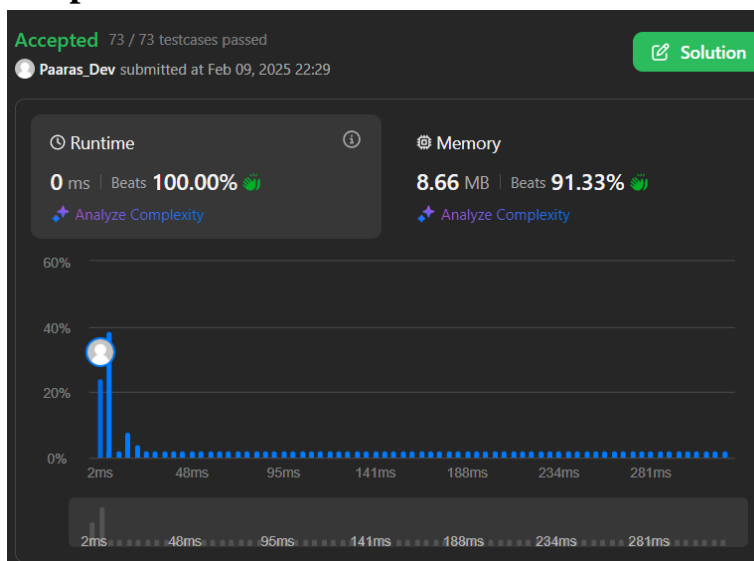 Accepted 73 / 73 testcases passed
Solution
Paaras_Dev submitted at Feb 09, 2025 22:29
Runtime
0 ms | Beats 100.00%
Analyze Complexity
Memory
8.66 MB | Beats 91.33%
Analyze Complexity
60%
40%
20%
0%
2ms 48ms 95ms 141ms 188ms 234ms 281ms
2ms 48ms 95ms 141ms 188ms 234ms 281ms